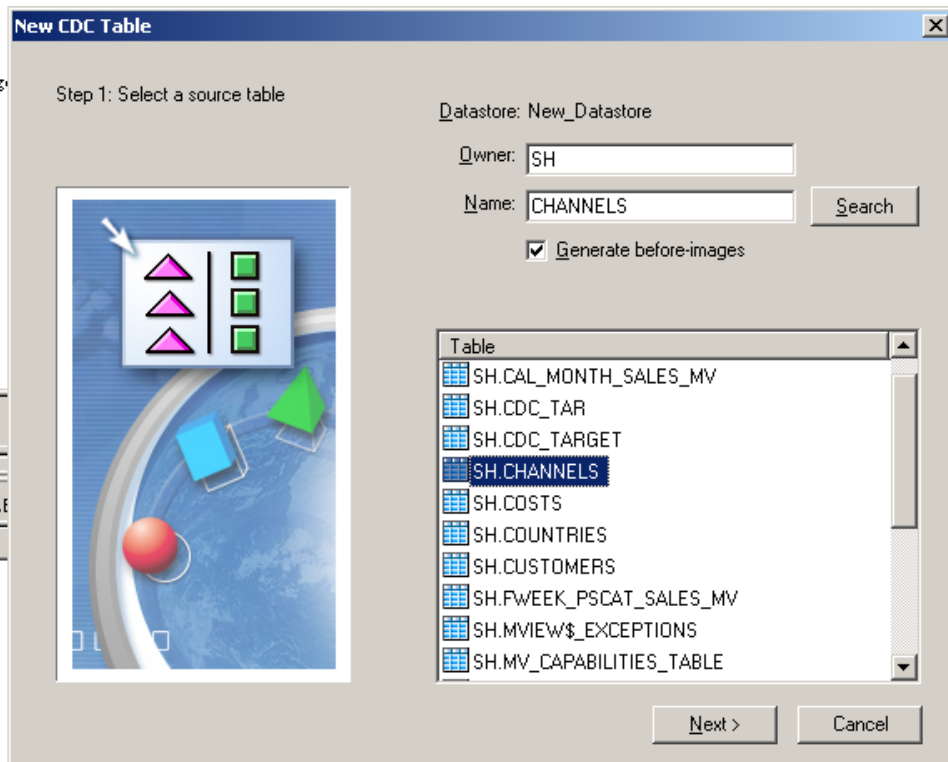 New CDC Table
Step 1: Select a source table
Datastore: New_Datastore
Owner: SH
Name: CHANNELS
Search
Generate before-images
Table
SH.CAL_MONTH_SALES_MV
SH.CDC_TAR
SH.CDC_TARGET
SH.CHANNELS
SH.COSTS
SH.COUNTRIES
SH.CUSTOMERS
SH.FWEEK_PSCAT_SALES_MV
SH.MVIEW$_EXCEPTIONS
SH.MV_CAPABILITIES_TABLE
Next >
Cancel